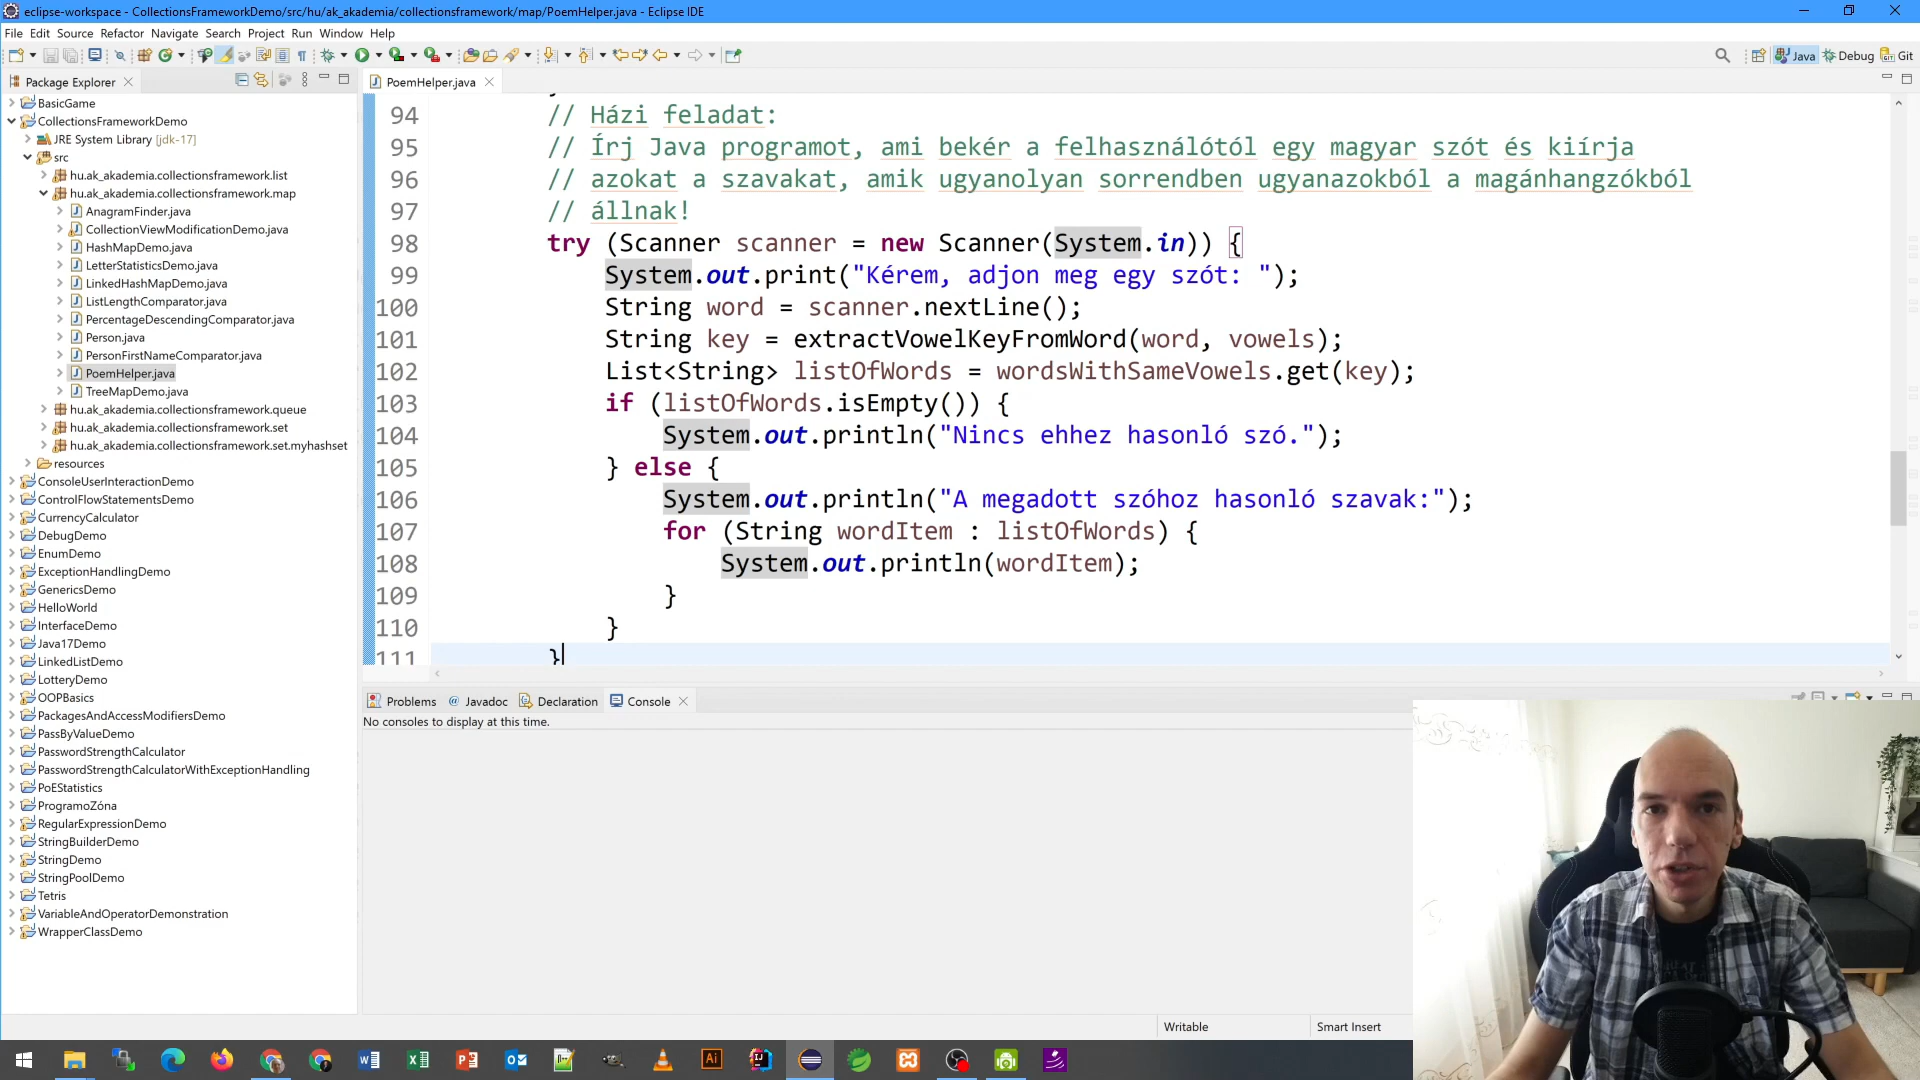 eclipse-workspace - CollectionsFrameworkDemo/src/hu/ak_akademia/collectionsframework/map/PoemHelper.java - Eclipse IDE
File Edit Source Refactor Navigate Search Project Run Window Help
Java Debug Git
Package Explorer
PoemHelper.java
BasicGame
CollectionsFrameworkDemo
JRE System Library [jdk-17]
src
hu.ak_akademia.collectionsframework.list
hu.ak_akademia.collectionsframework.map
AnagramFinder.java
CollectionViewModificationDemo.java
HashMapDemo.java
LetterStatisticsDemo.java
LinkedHashMapDemo.java
ListLengthComparator.java
PercentageDescendingComparator.java
Person.java
PersonFirstNameComparator.java
PoemHelper.java
TreeMapDemo.java
hu.ak_akademia.collectionsframework.queue
hu.ak_akademia.collectionsframework.set
hu.ak_akademia.collectionsframework.set.myhashset
resources
ConsoleUserInteractionDemo
ControlFlowStatementsDemo
CurrencyCalculator
DebugDemo
EnumDemo
ExceptionHandlingDemo
GenericsDemo
HelloWorld
InterfaceDemo
Java17Demo
LinkedListDemo
LotteryDemo
OOPBasics
PackagesAndAccessModifiersDemo
PassByValueDemo
PasswordStrengthCalculator
PasswordStrengthCalculatorWithExceptionHandling
PoEStatistics
ProgramoZóna
RegularExpressionDemo
StringBuilderDemo
StringDemo
StringPoolDemo
Tetris
VariableAndOperatorDemonstration
WrapperClassDemo
94 // Házi feladat:
95 // Írj Java programot, ami bekér a felhasználótól egy magyar szót és kiírja
96 // azokat a szavakat, amik ugyanolyan sorrendben ugyanazokból a magánhangzókból
97 // állnak!
98 try (Scanner scanner = new Scanner(System.in)) {
99 System.out.print("Kérem, adjon meg egy szót: ");
100 String word = scanner.nextLine();
101 String key = extractVowelKeyFromWord(word, vowels);
102 List<String> listOfWords = wordsWithSameVowels.get(key);
103 if (listOfWords.isEmpty()) {
104 System.out.println("Nincs ehhez hasonló szó.");
105 } else {
106 System.out.println("A megadott szóhoz hasonló szavak:");
107 for (String wordItem : listOfWords) {
108 System.out.println(wordItem);
109 }
110 }
111 }
Problems Javadoc Declaration Console
No consoles to display at this time.
Writable Smart Insert